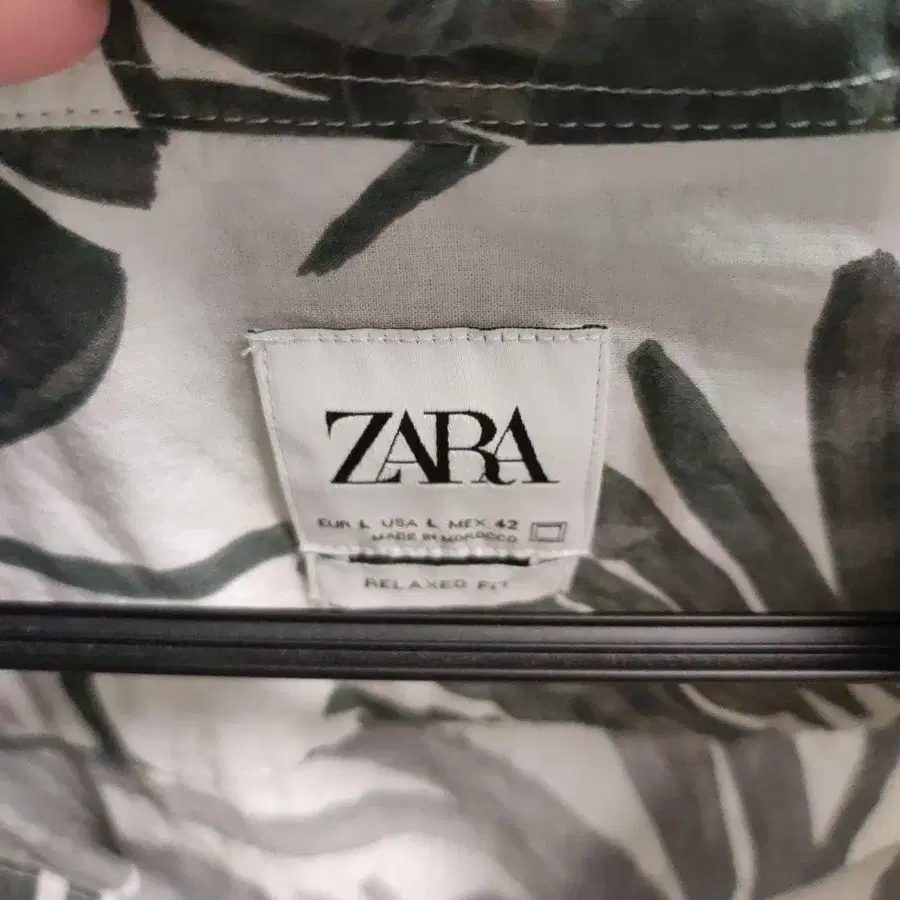 ZARA
EUR L USA L MEX 42
MADE IN MOROCCO
RELAXED FIT